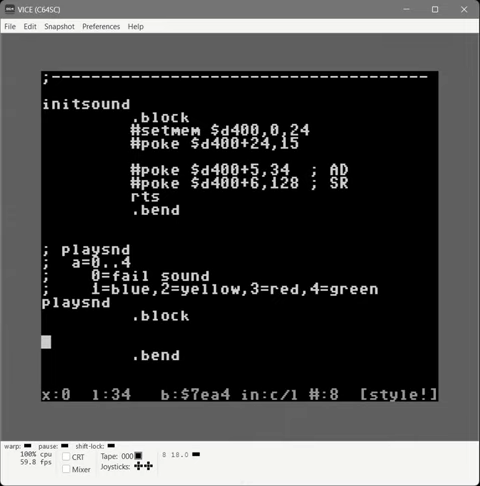 VICE (C64SC)
File Edit Snapshot Preferences Help
;---------------------------------------
initsound
.block
#setmem $d400,0,24
#poke $d400+24,15
#poke $d400+5,34 ; AD
#poke $d400+6,128 ; SR
rts
.bend
; playsnd
; a=0..4
; 0=fail sound
; 1=blue,2=yellow,3=red,4=green
playsnd
.block
.bend
x:0 l:34 b:$7ea4 in:c/l #:8 [style!]
warp: pause: shift-lock:
100% cpu
59.8 fps
CRT
Mixer
Tape: 000
Joysticks:
8 18.0